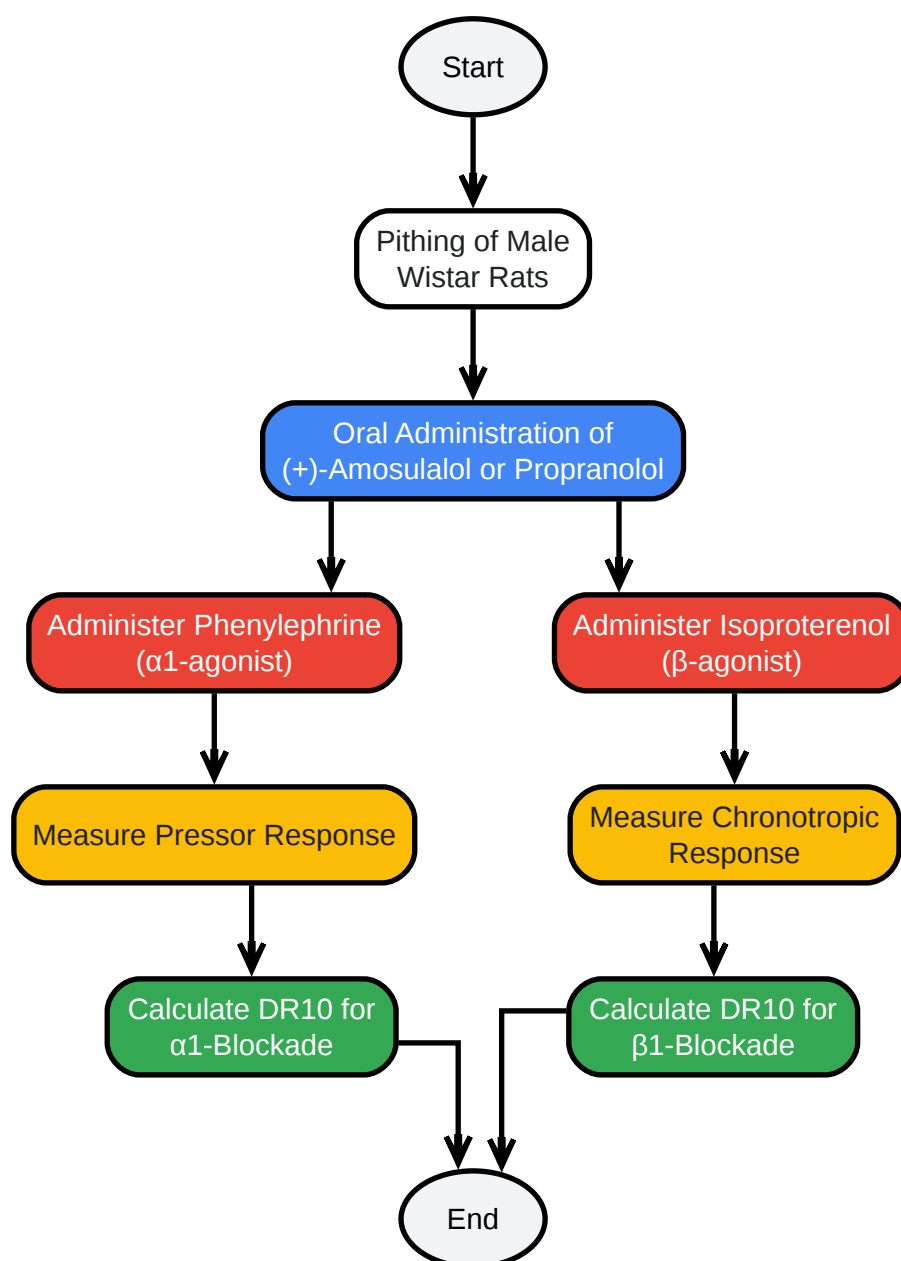 Start
Pithing of Male
Wistar Rats
Oral Administration of
(+)-Amosulalol or Propranolol
Administer Phenylephrine
(α1-agonist)
Administer Isoproterenol
(β-agonist)
Measure Pressor Response
Measure Chronotropic
Response
Calculate DR10 for
α1-Blockade
Calculate DR10 for
β1-Blockade
End